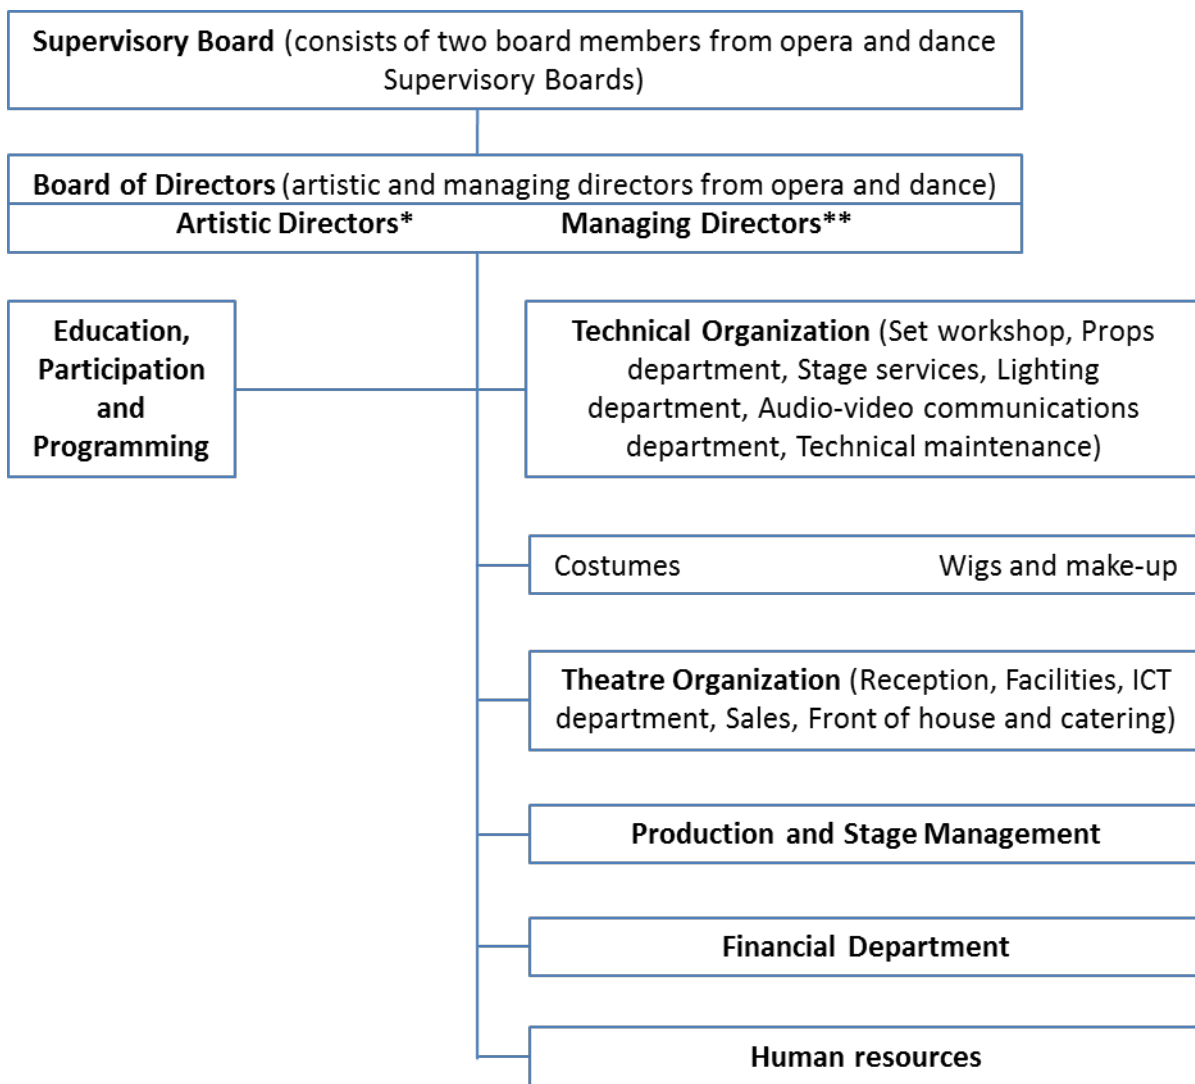 Supervisory Board (consists of two board members from opera and dance
Supervisory Boards)
Board of Directors (artistic and managing directors from opera and dance)
Artistic Directors* Managing Directors**
Education,
Participation
and
Programming
Technical Organization (Set workshop, Props
department, Stage services, Lighting
department, Audio-video communications
department, Technical maintenance)
Costumes Wigs and make-up
Theatre Organization (Reception, Facilities, ICT
department, Sales, Front of house and catering)
Production and Stage Management
Financial Department
Human resources